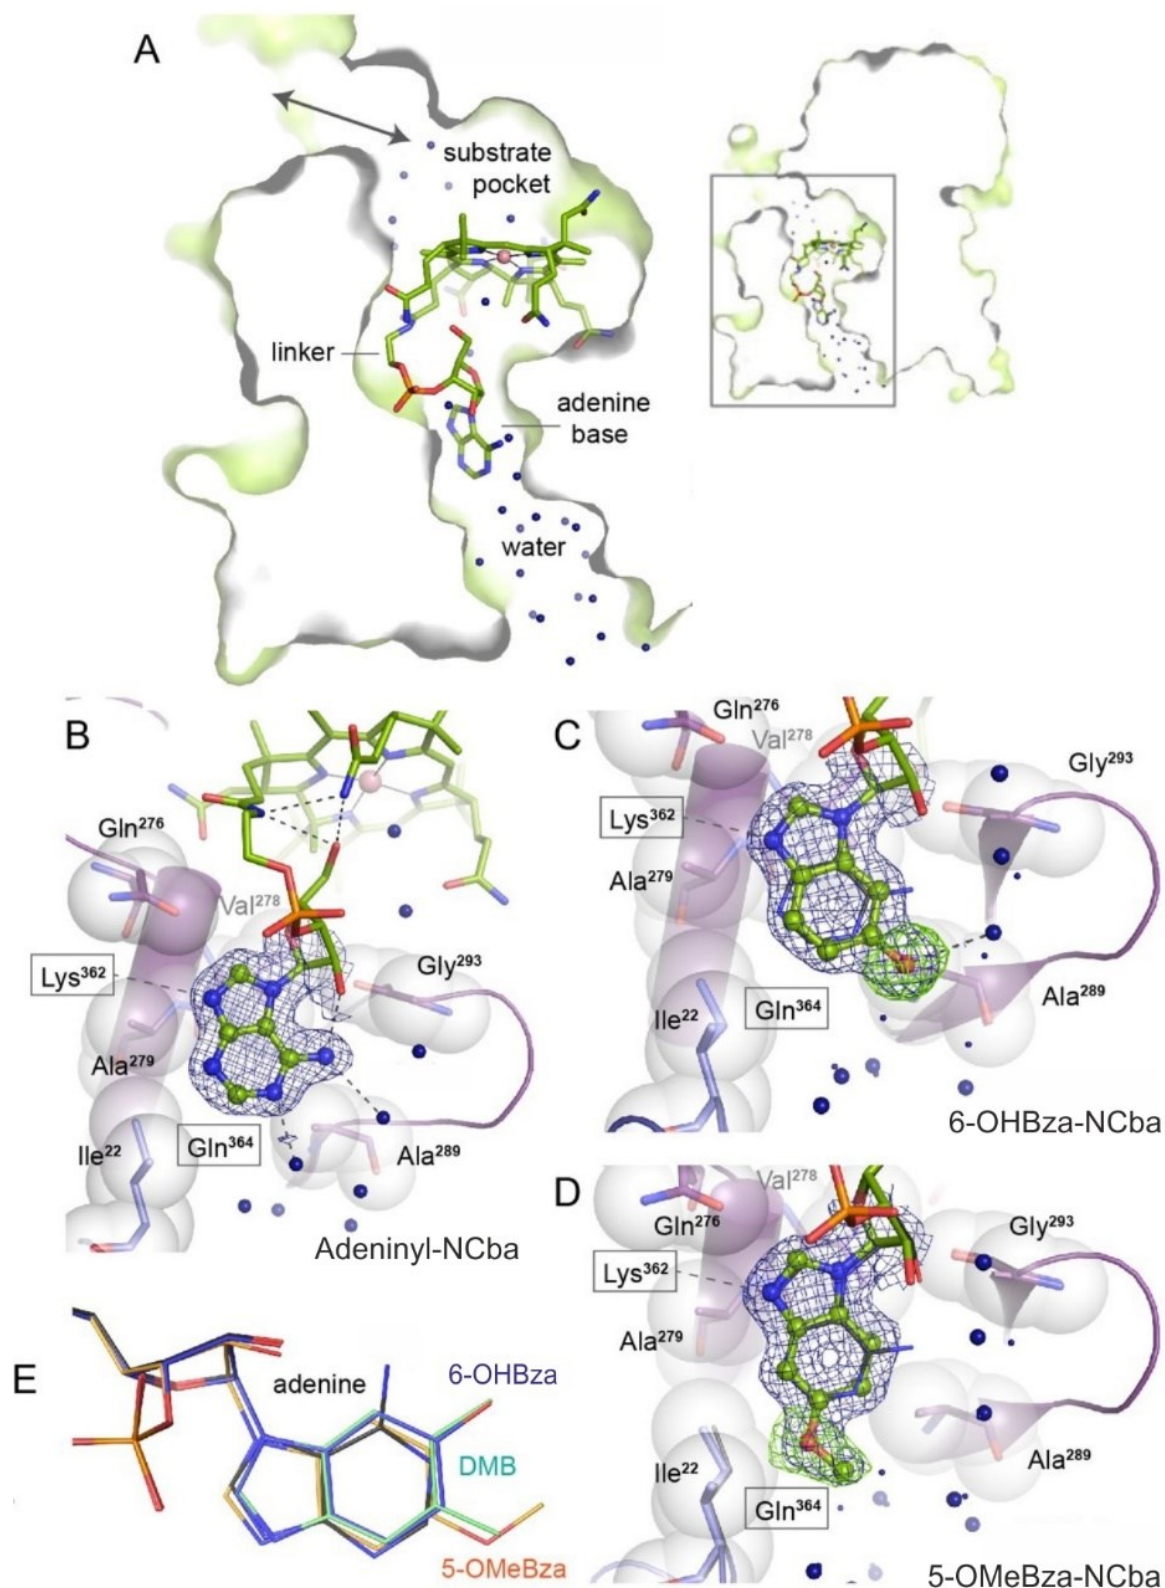 A
substrate
pocket
linker
adenine
base
water
B
Gln276
Val278
Lys362
Gly293
Ala279
Gln364
Ile22
Ala289
Adeninyl-NCba
C
Gln276
Val278
Gly293
Lys362
Ala279
Ile22
Gln364
Ala289
6-OHBza-NCba
D
Val278
Gln276
Gly293
Lys362
Ala279
Ile22
Ala289
Gln364
5-OMeBza-NCba
E
adenine
6-OHBza
DMB
5-OMeBza